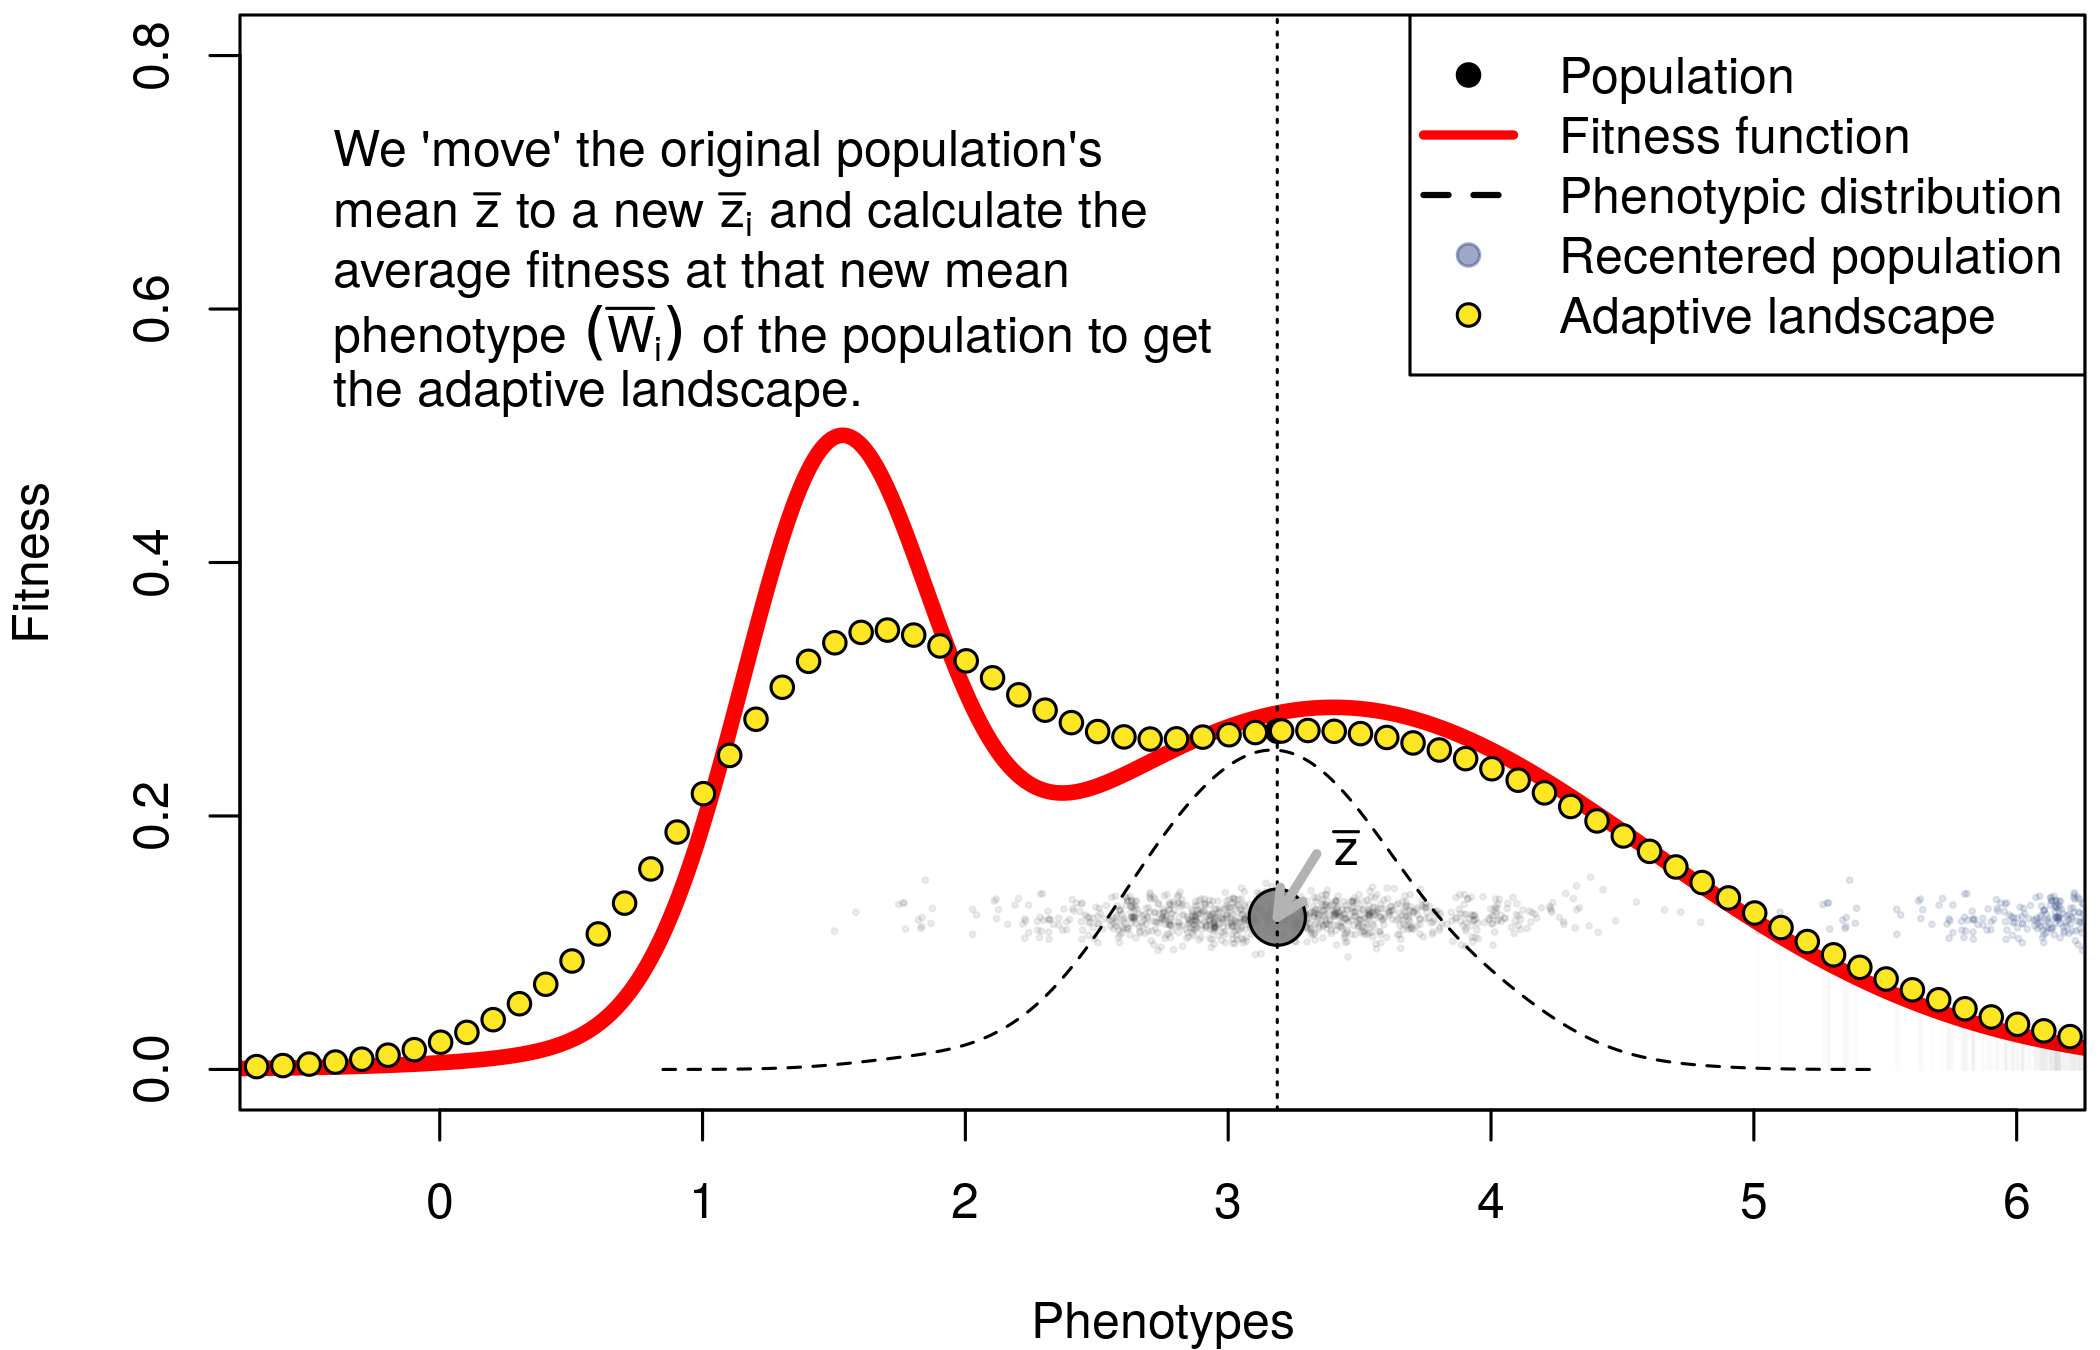 0.8
0.6
0.4
0.2
0.0
Fitness
We 'move' the original population's
mean z̅ to a new z̅ᵢ and calculate the
average fitness at that new mean
phenotype (W̅ᵢ) of the population to get
the adaptive landscape.
Population
Fitness function
Phenotypic distribution
Recentered population
Adaptive landscape
z̅
0 1 2 3 4 5 6
Phenotypes